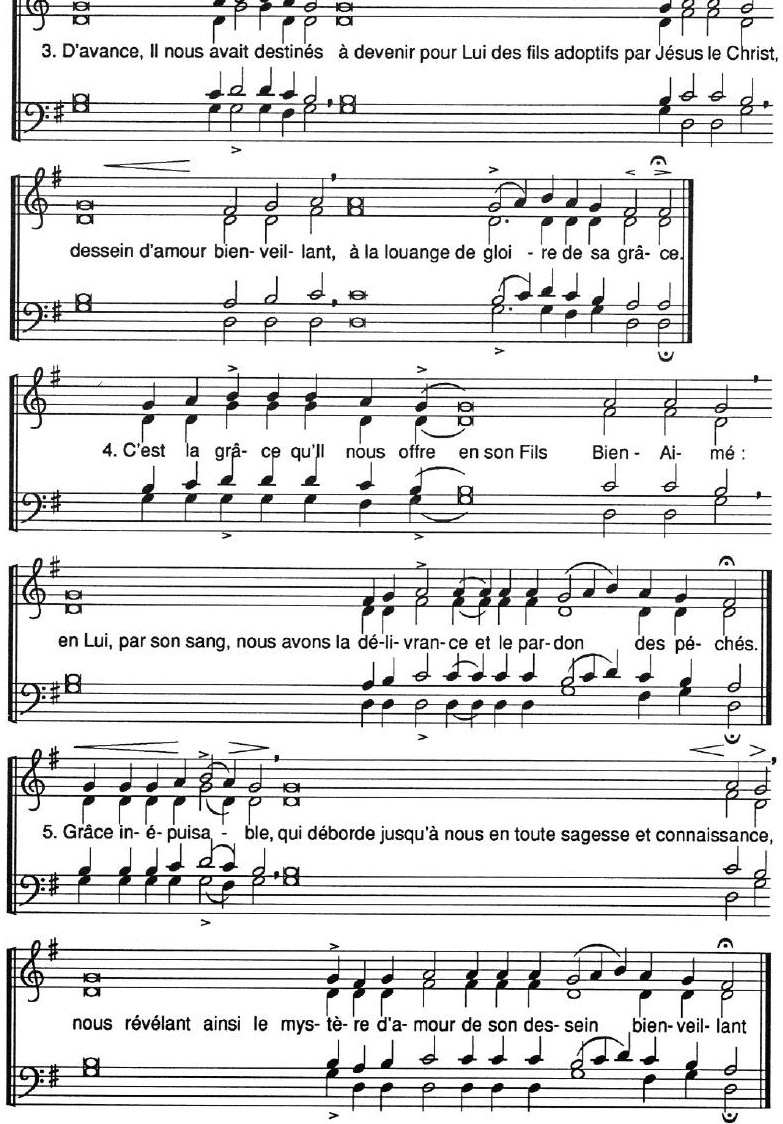 3. D'avance, Il nous avait destinés à devenir pour Lui des fils adoptifs par Jésus le Christ,
dessein d'amour bien- veil- lant, à la louange de gloi - re de sa grâ- ce.
4. C'est la grâ- ce qu'Il nous offre en son Fils Bien - Ai- mé :
en Lui, par son sang, nous avons la dé-li-vran-ce et le par-don des pé- chés.
5. Grâce in- é- puisa - ble, qui déborde jusqu'à nous en toute sagesse et connaissance,
nous révélant ainsi le mys- tè- re d'a- mour de son des- sein bien- veil- lant